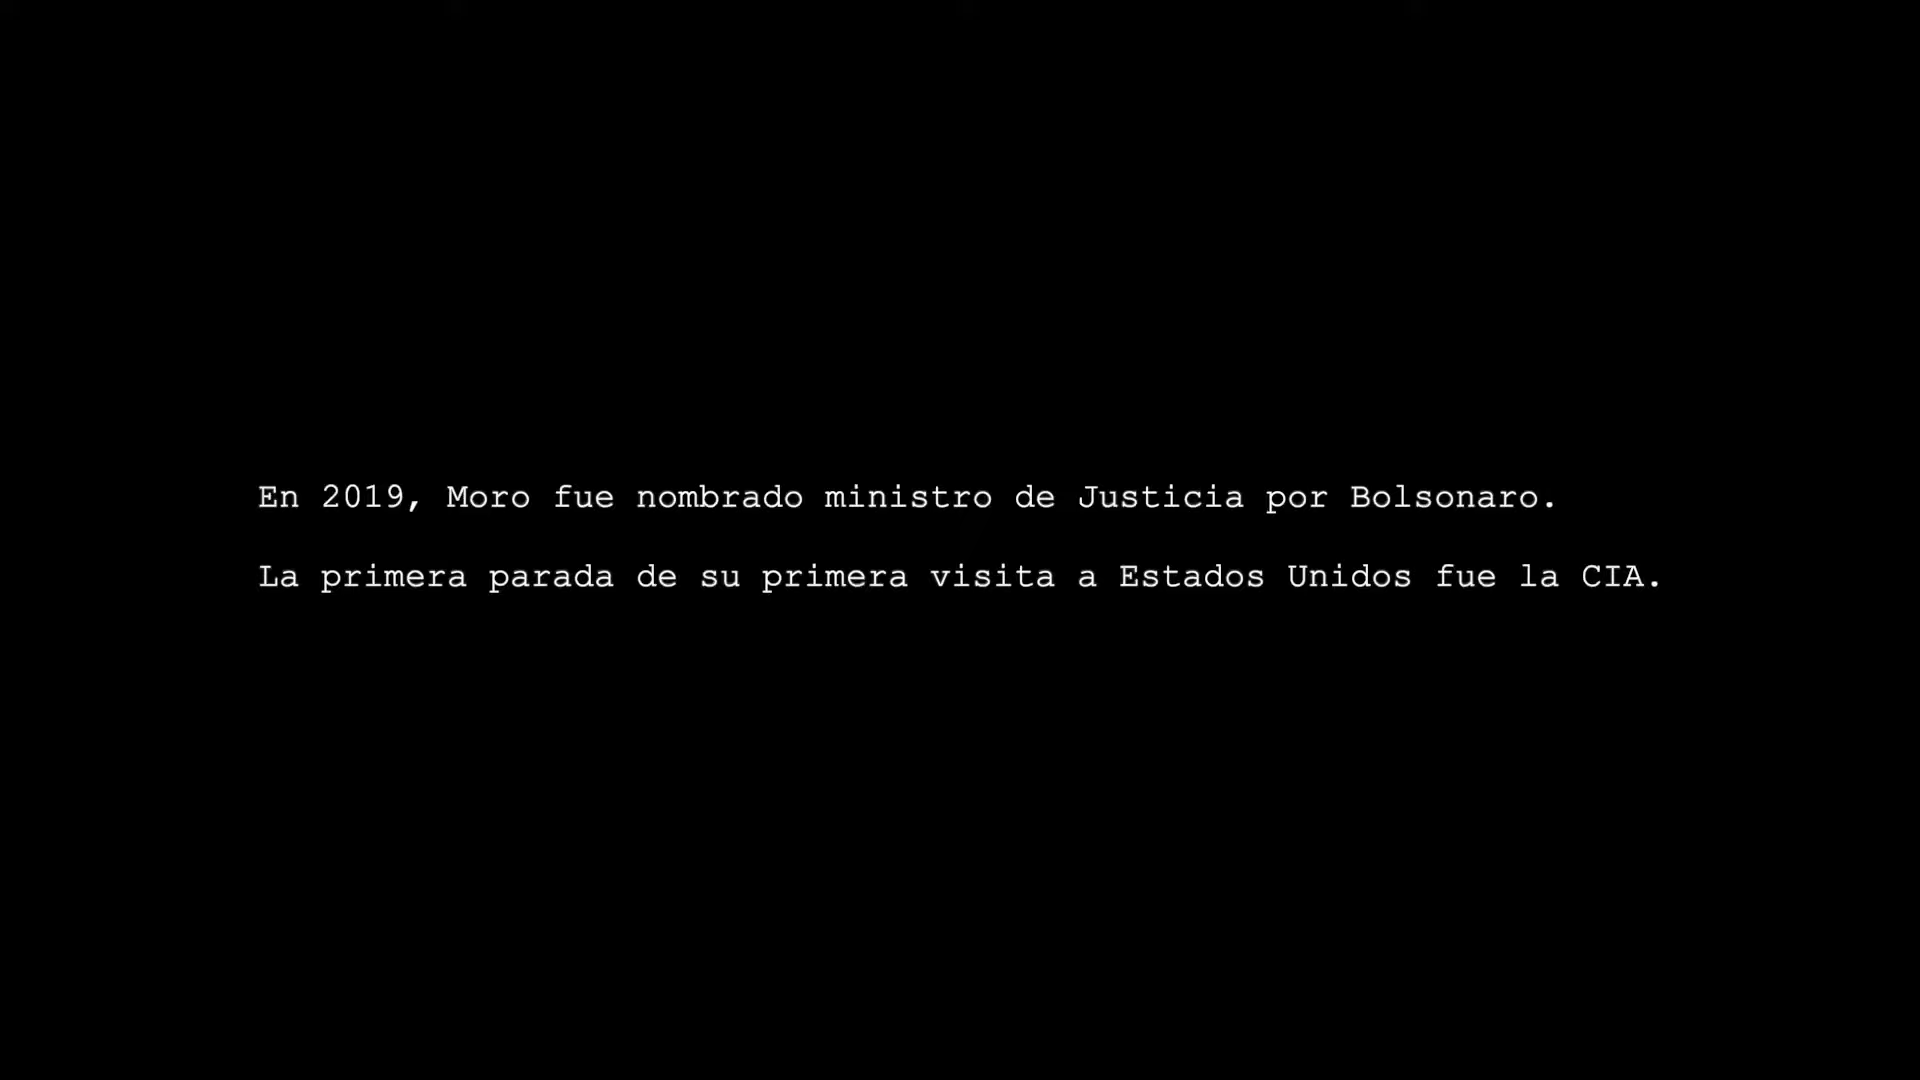 En 2019, Moro fue nombrado ministro de Justicia por Bolsonaro.
La primera parada de su primera visita a Estados Unidos fue la CIA.